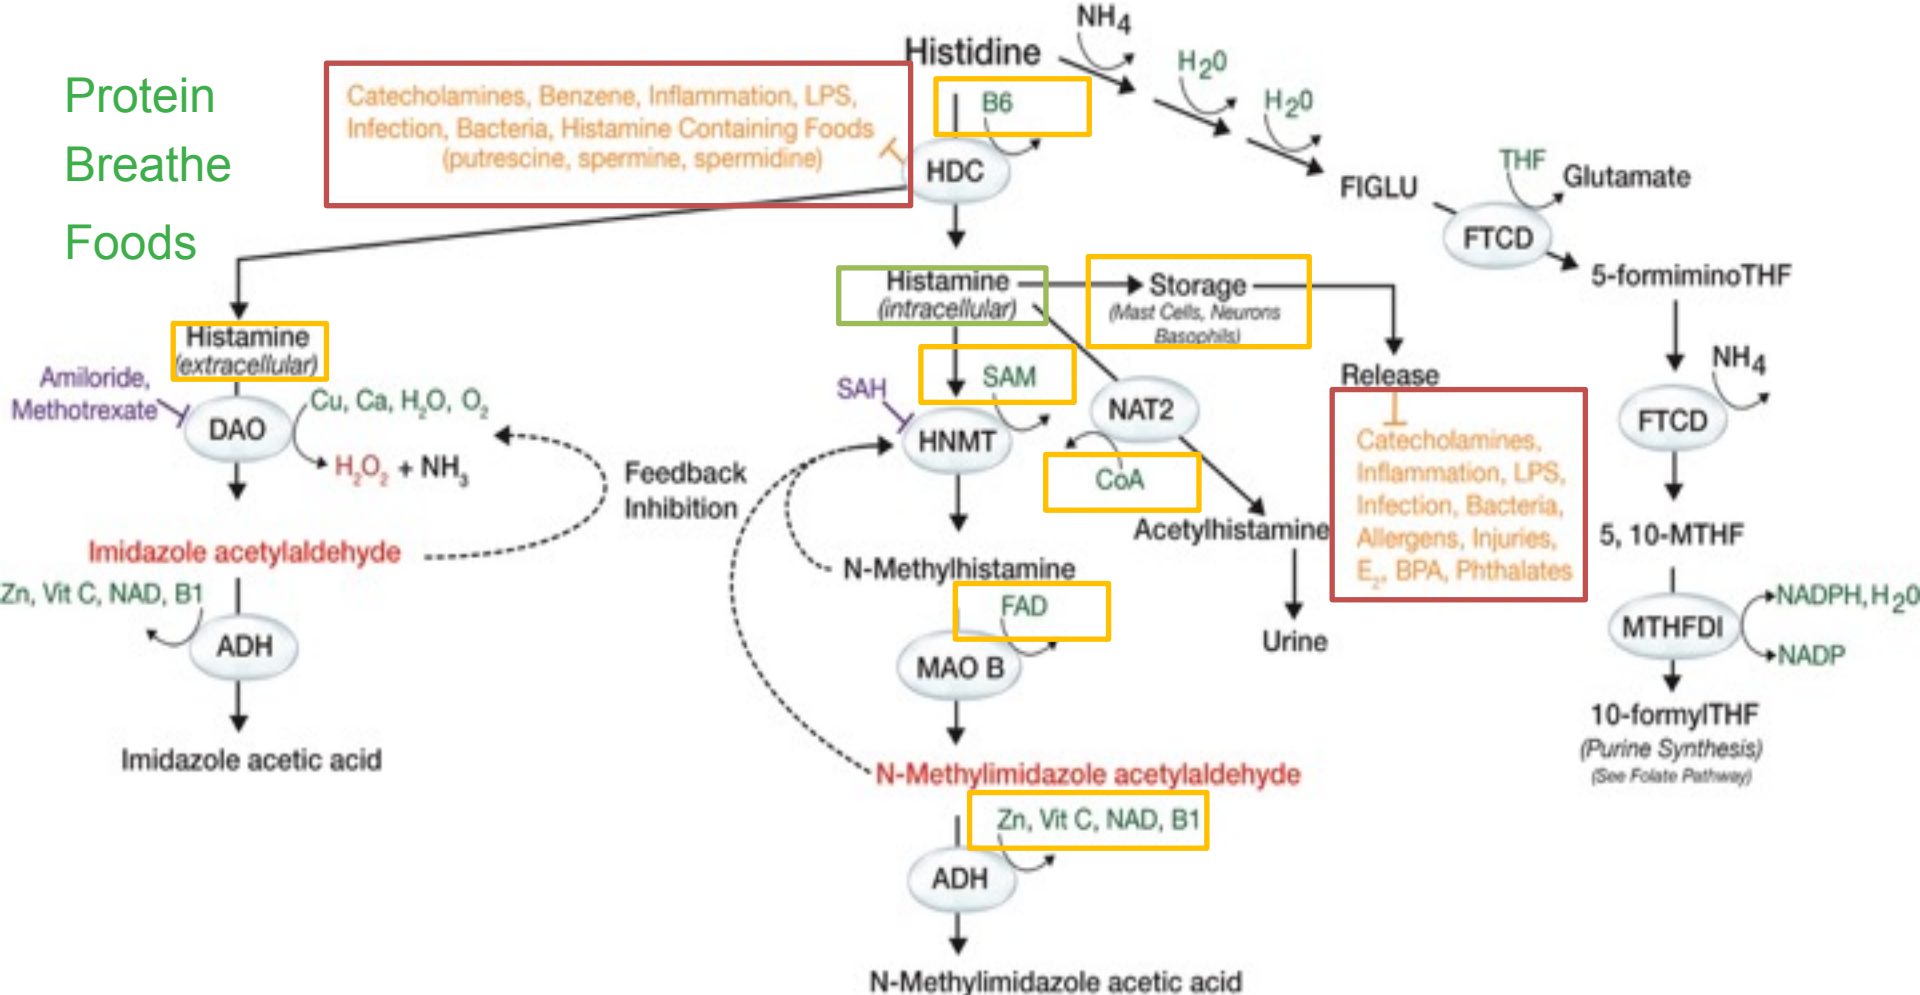 Protein
Breathe
Foods
Catecholamines, Benzene, Inflammation, LPS,
Infection, Bacteria, Histamine Containing Foods
(putrescine, spermine, spermidine)
Histidine
NH4
H20
H20
B6
HDC
FIGLU
THF
Glutamate
FTCD
5-formiminoTHF
Histamine
(intracellular)
Storage
(Mast Cells, Neurons
Basophils)
Release
Catecholamines,
Inflammation, LPS,
Infection, Bacteria,
Allergens, Injuries,
E2, BPA, Phthalates
Histamine
(extracellular)
Amiloride,
Methotrexate
DAO
Cu, Ca, H2O, O2
H2O2 + NH3
Feedback
Inhibition
SAH
SAM
HNMT
NAT2
CoA
Acetylhistamine
Urine
NH4
FTCD
5, 10-MTHF
Imidazole acetylaldehyde
Zn, Vit C, NAD, B1
ADH
Imidazole acetic acid
N-Methylhistamine
FAD
MAO B
N-Methylimidazole acetylaldehyde
Zn, Vit C, NAD, B1
ADH
N-Methylimidazole acetic acid
MTHFDI
NADPH, H20
NADP
10-formylTHF
(Purine Synthesis)
(See Folate Pathway)